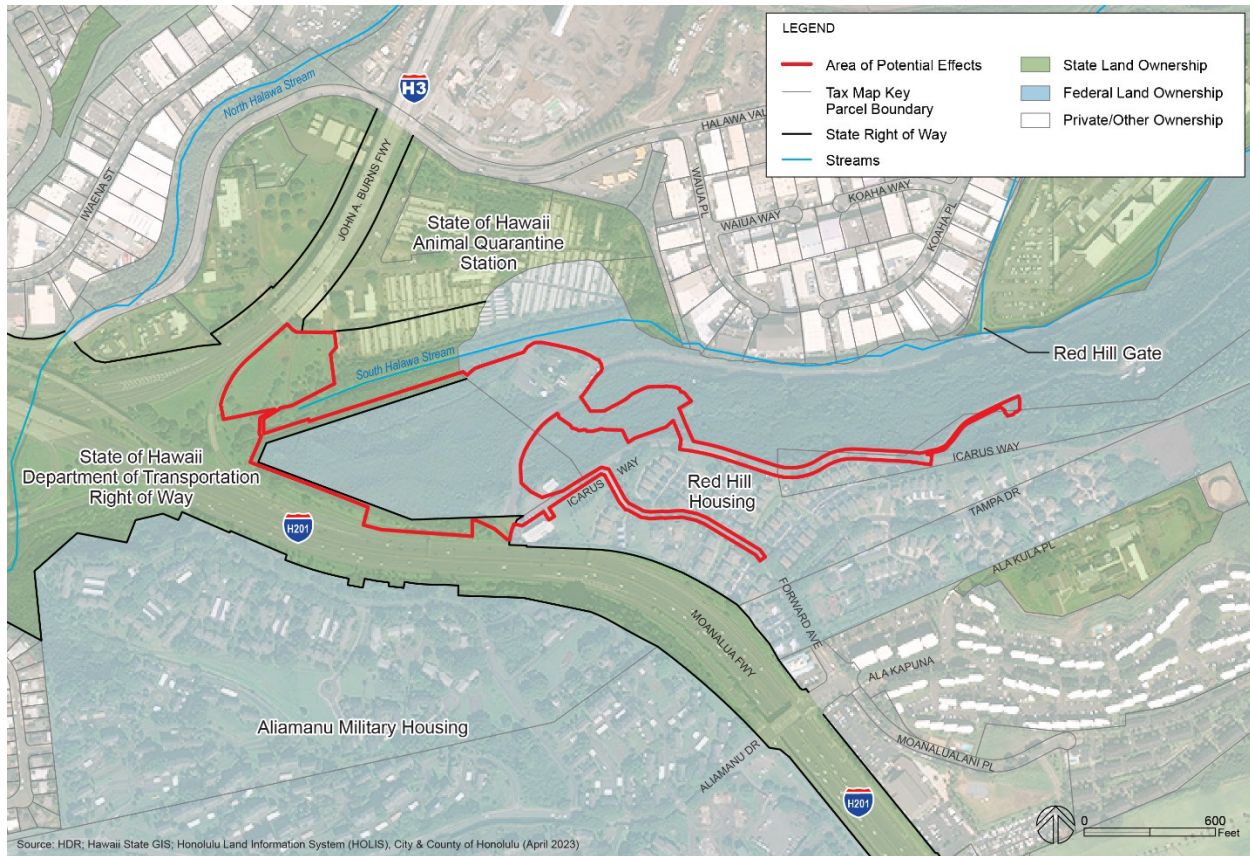 LEGEND
Area of Potential Effects
Tax Map Key
Parcel Boundary
State Right of Way
Streams
State Land Ownership
Federal Land Ownership
Private/Other Ownership
North Halawa Stream
H3
HALAWA VAL
IWAENA ST
JOHN A. BURNS FWY
WAIUA PL
WAIUA WAY
KOAHA WAY
KOAHA PL
State of Hawaii
Animal Quarantine
Station
South Halawa Stream
Red Hill Gate
State of Hawaii
Department of Transportation
Right of Way
Red Hill
Housing
ICARUS WAY
ICARUS WAY
TAMPA DR
H201
ALA KULA PL
FORWARD AVE
MOANALUA FWY
ALA KAPUNA
Aliamanu Military Housing
MOANALUALANI PL
ALIAMANU DR
H201
0
600
Feet
Source: HDR; Hawaii State GIS; Honolulu Land Information System (HOLIS), City & County of Honolulu (April 2023)